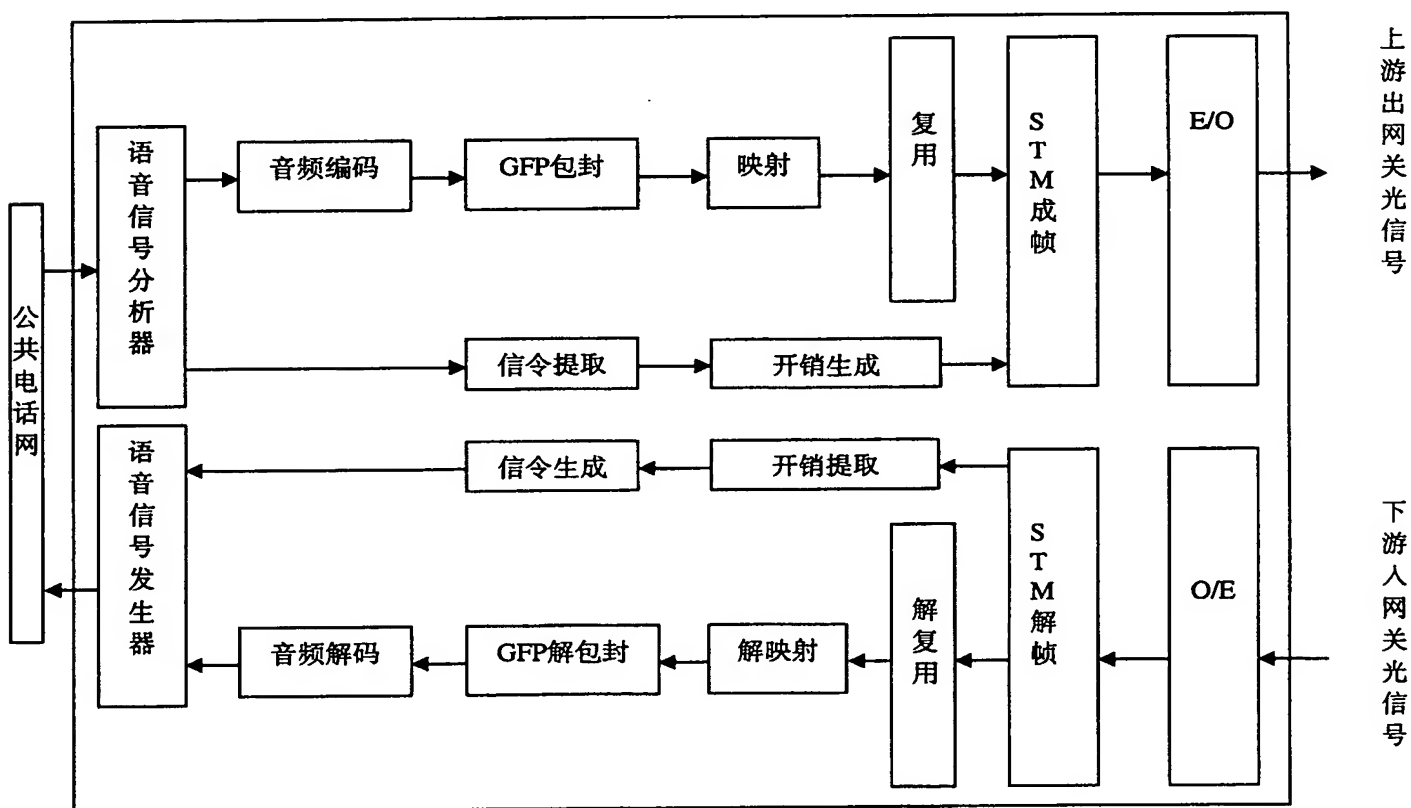 公共电话网
语音信号分析器
音频编码
GFP包封
映射
复用
STM成帧
E/O
上游出网关光信号
信令提取
开销生成
语音信号发生器
信令生成
开销提取
音频解码
GFP解包封
解映射
解复用
STM解帧
O/E
下游入网关光信号